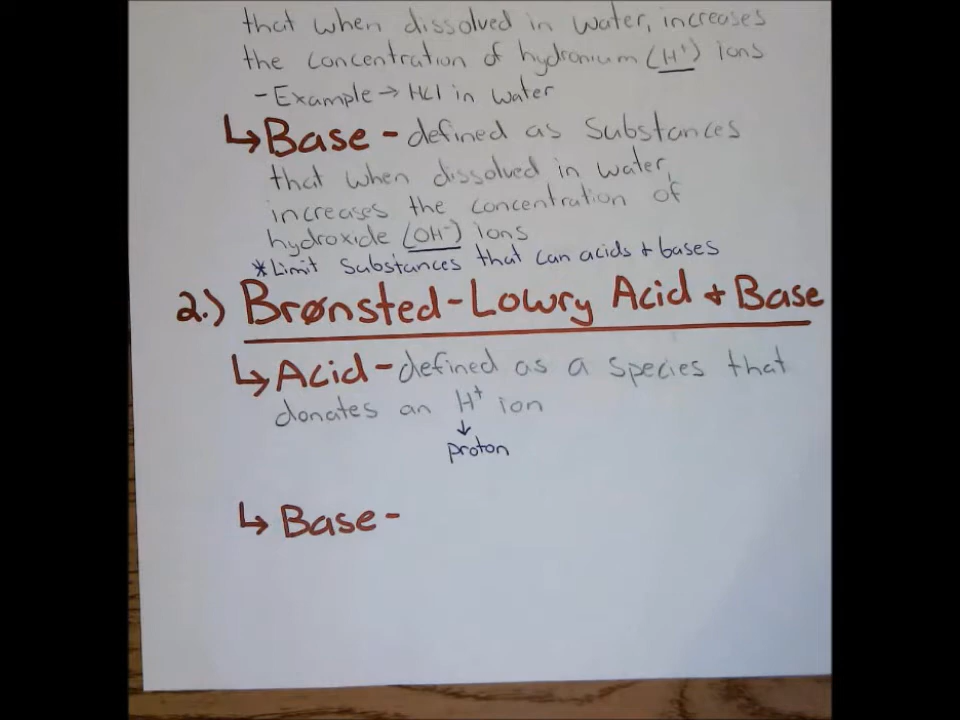 that when dissolved in water, increases
the concentration of hydronium (H⁺) ions
- Example → HCl in water
↳ Base - defined as substances
that when dissolved in water,
increases the concentration of
hydroxide (OH⁻) ions
*Limit substances that can acids + bases
2.) Brønsted-Lowry Acid + Base
↳ Acid - defined as a species that
donates an H⁺ ion
↓
proton
↳ Base -